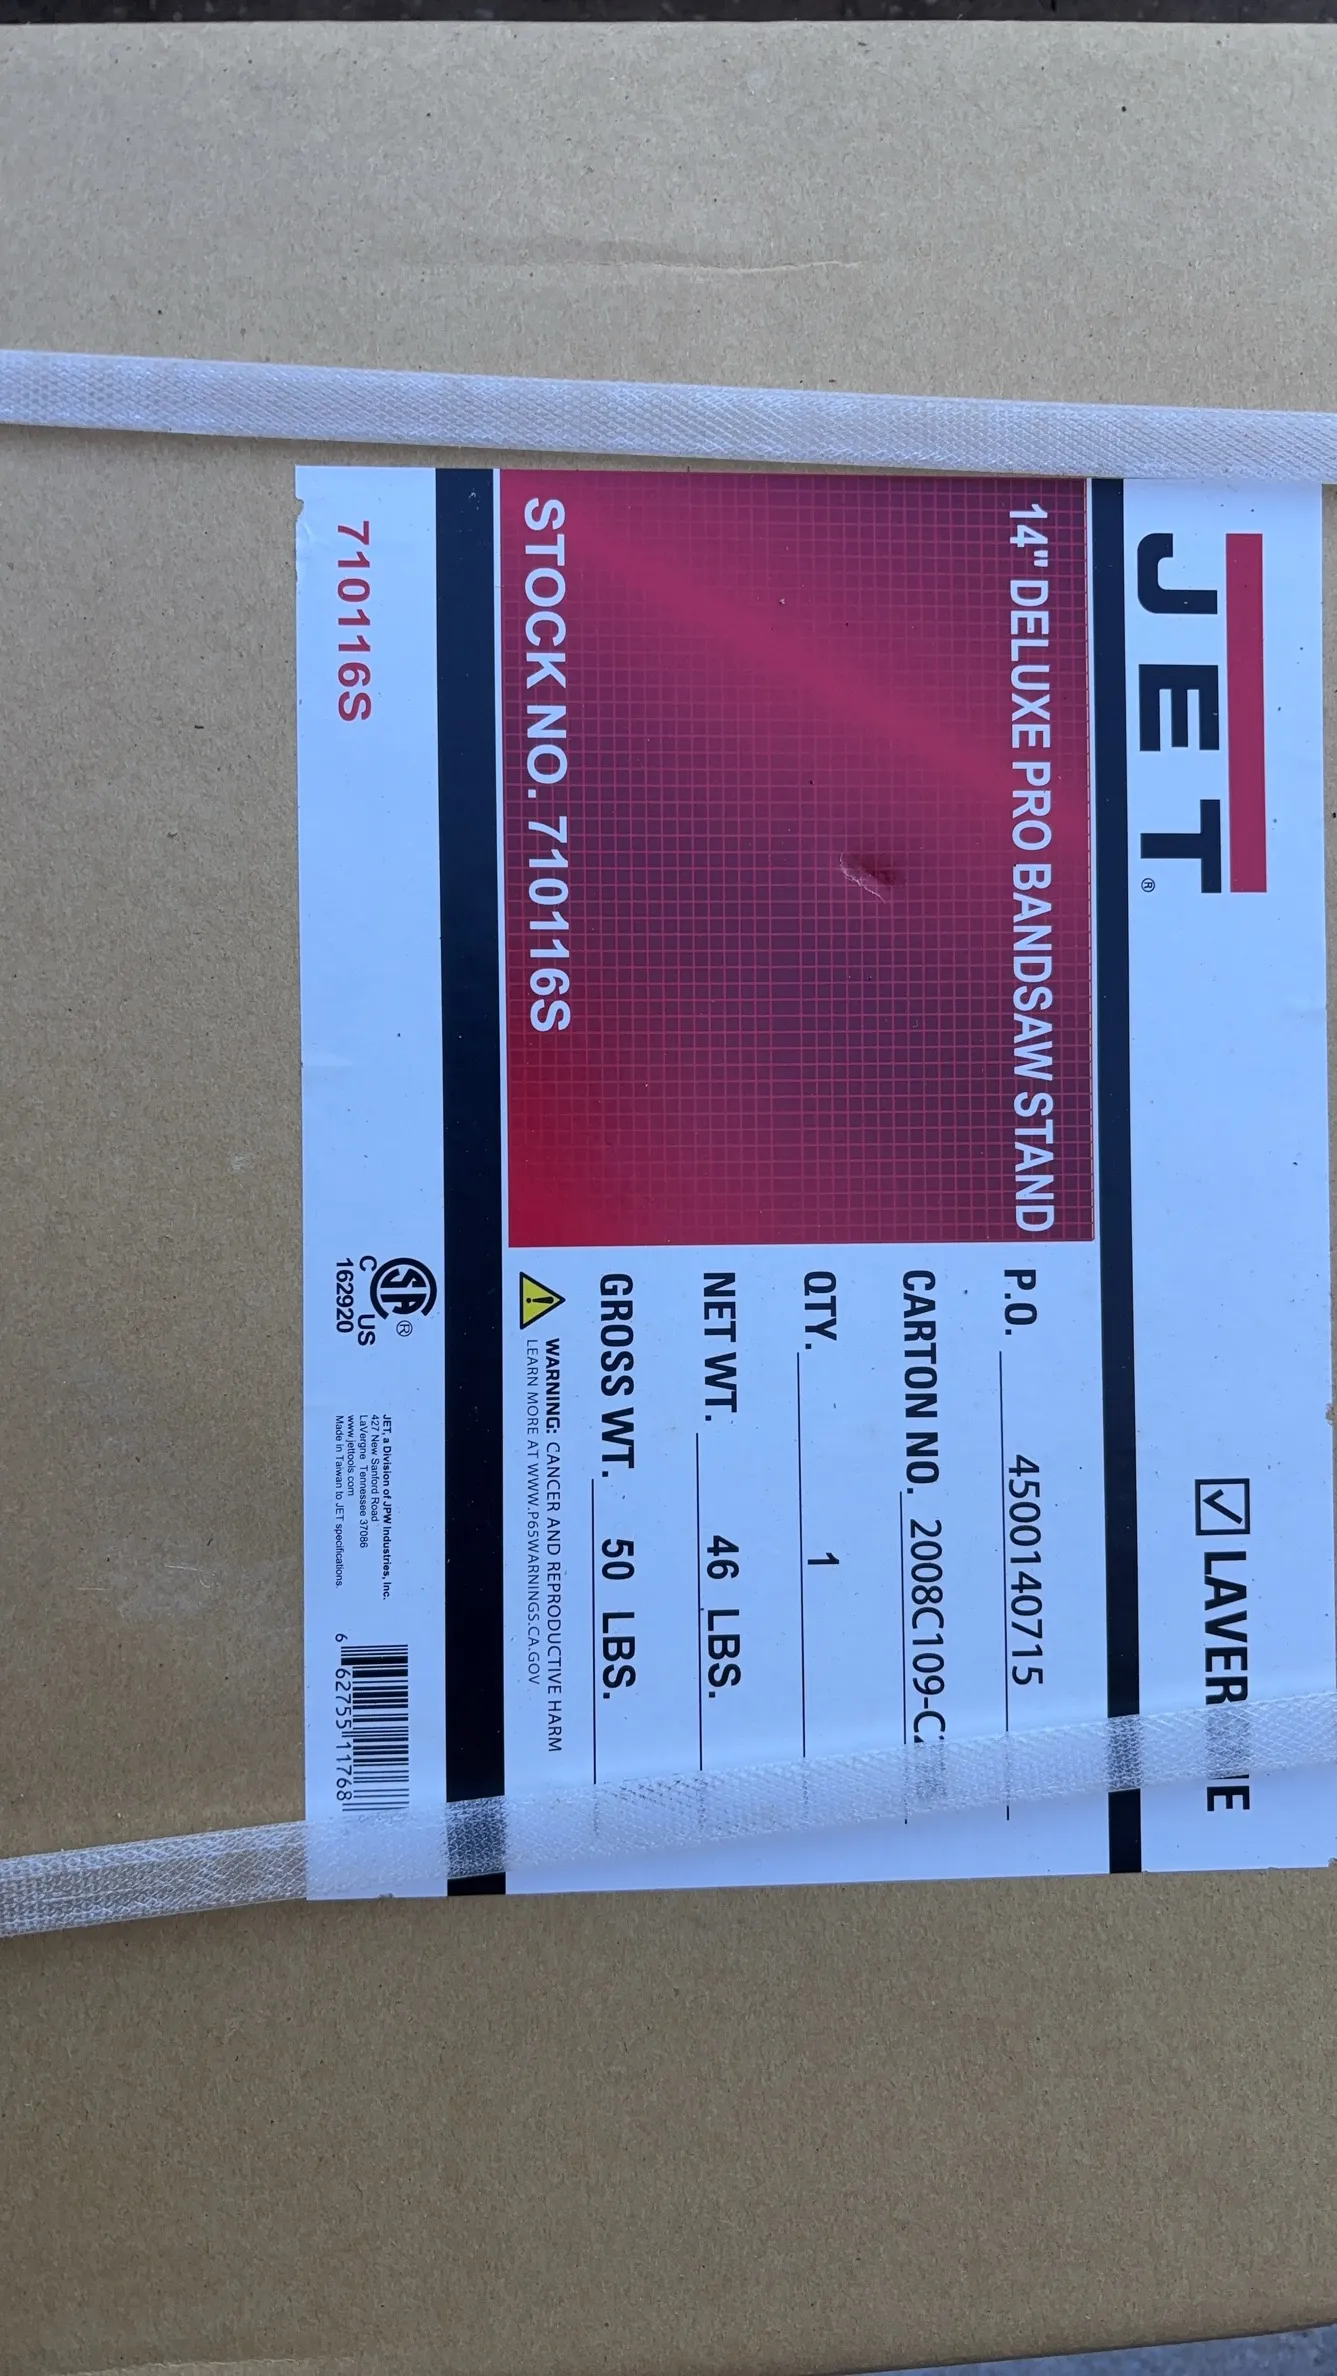 JET®
☑ LAVER
14" DELUXE PRO BANDSAW STAND
STOCK NO. 710116S
P.O. 4500140715
CARTON NO. 2008C109-C
QTY. 1
NET WT. 46 LBS.
GROSS WT. 50 LBS.
WARNING: CANCER AND REPRODUCTIVE HARM
LEARN MORE AT WWW.P65WARNINGS.CA.GOV
710116S
C US
162920
JET, a Division of JPW Industries, Inc.
427 New Sanford Road
LaVergne Tennessee 37086
www.jettools.com
Made in Taiwan to JET specifications.
6 62755 11768